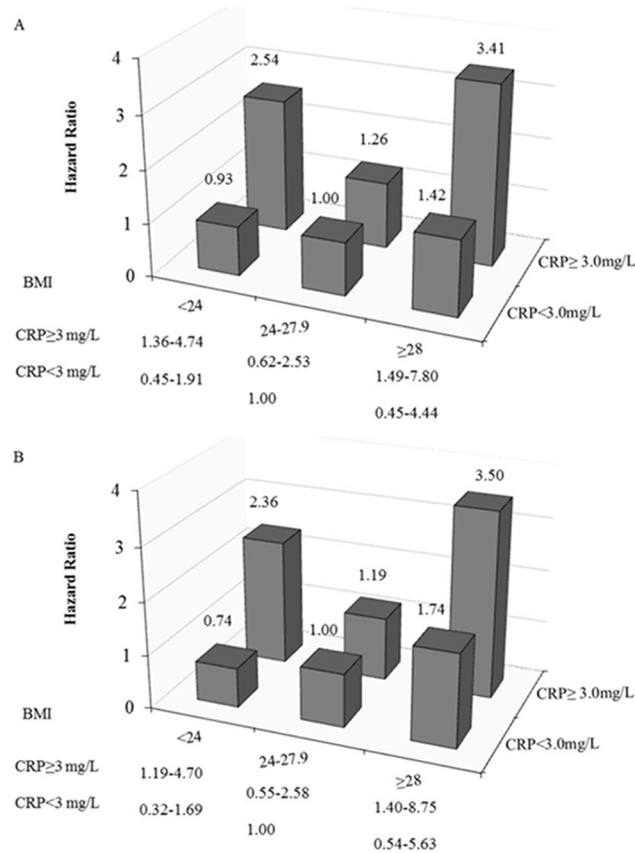 A
4
3
2
1
0
Hazard Ratio
2.54
3.41
1.26
0.93
1.00
1.42
CRP≥ 3.0mg/L
CRP<3.0mg/L
BMI
<24
24-27.9
≥28
CRP≥3 mg/L
1.36-4.74
0.62-2.53
1.49-7.80
CRP<3 mg/L
0.45-1.91
1.00
0.45-4.44
B
4
3
2
1
0
Hazard Ratio
2.36
3.50
1.19
0.74
1.00
1.74
CRP≥ 3.0mg/L
CRP<3.0mg/L
BMI
<24
24-27.9
≥28
CRP≥3 mg/L
1.19-4.70
0.55-2.58
1.40-8.75
CRP<3 mg/L
0.32-1.69
1.00
0.54-5.63